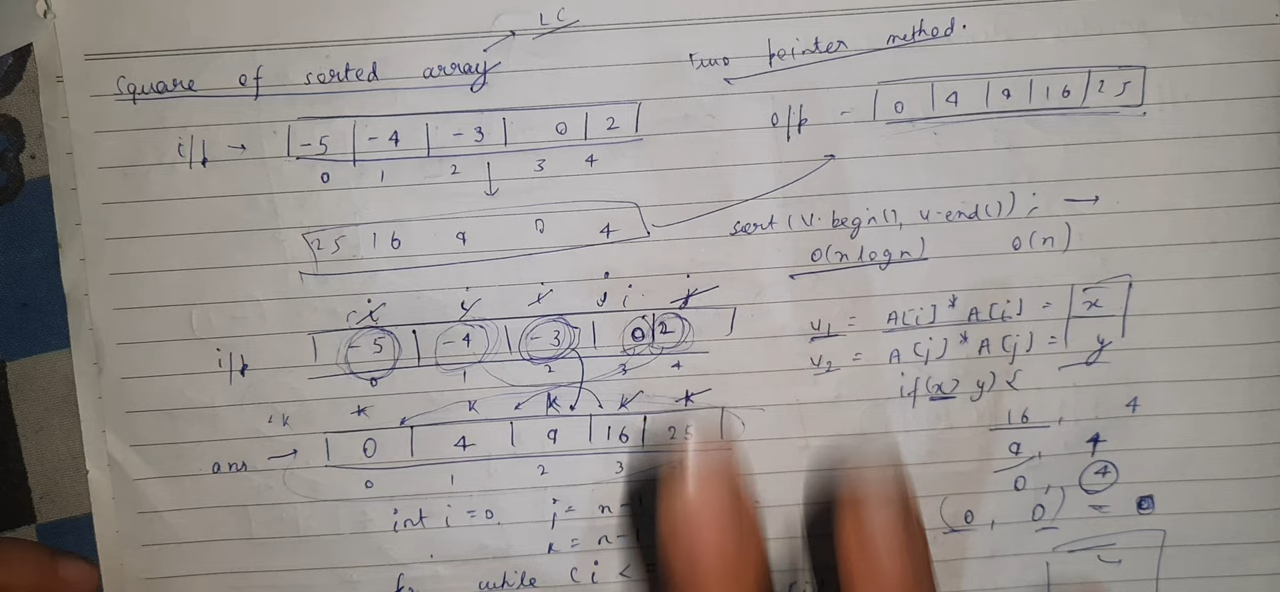 LC
Square of sorted array
Two pointer method.
i/p → -5 -4 -3 0 2
0 1 2 3 4
o/p - 0 4 9 16 25
25 16 9 0 4
sort (v.begin(), v.end()); →
O(nlogn) O(n)
i j
i/p -5 -4 -3 0 2
0 1 2 3 4
v1 = A[i] * A[i] = x
v2 = A[j] * A[j] = y
if (x > y) {
k k k k k k
ans → 0 4 9 16 25
0 1 2 3
16, 4
9, 4
0, 4
(0, 0) = 0
int i = 0. j = n-
k = n-1
while (i <